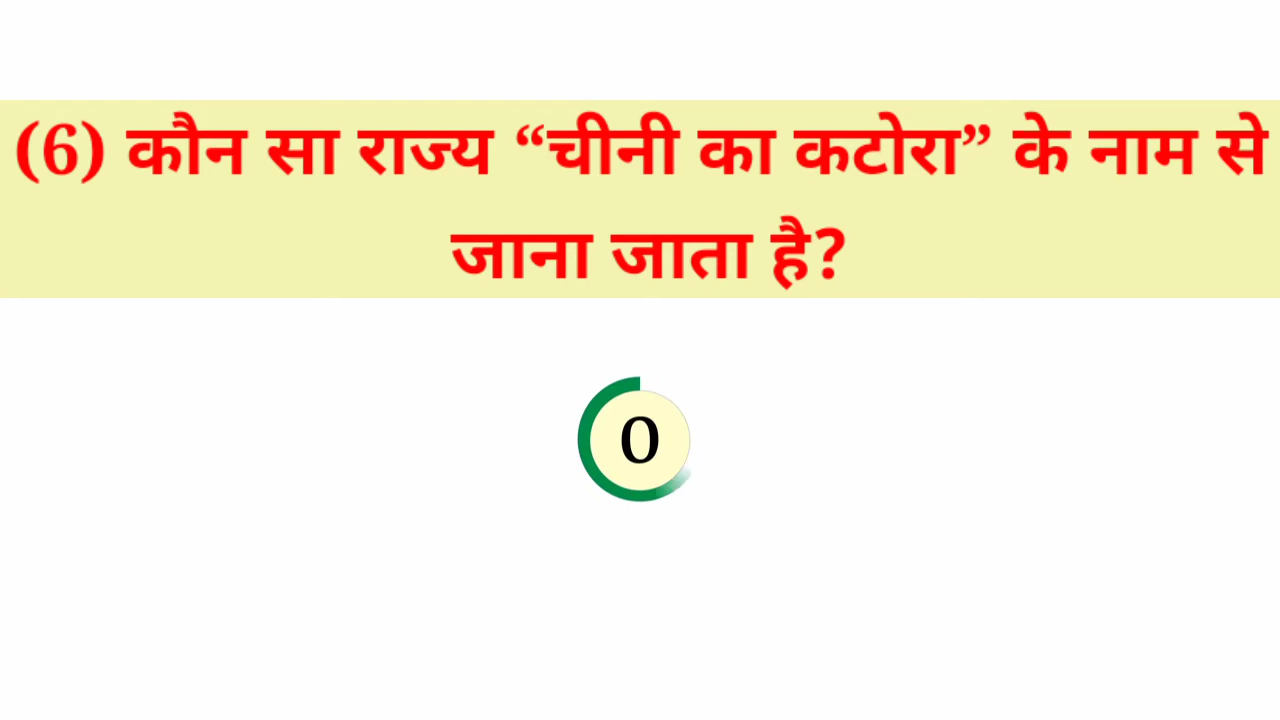 (6) कौन सा राज्य “चीनी का कटोरा” के नाम से
जाना जाता है?
0